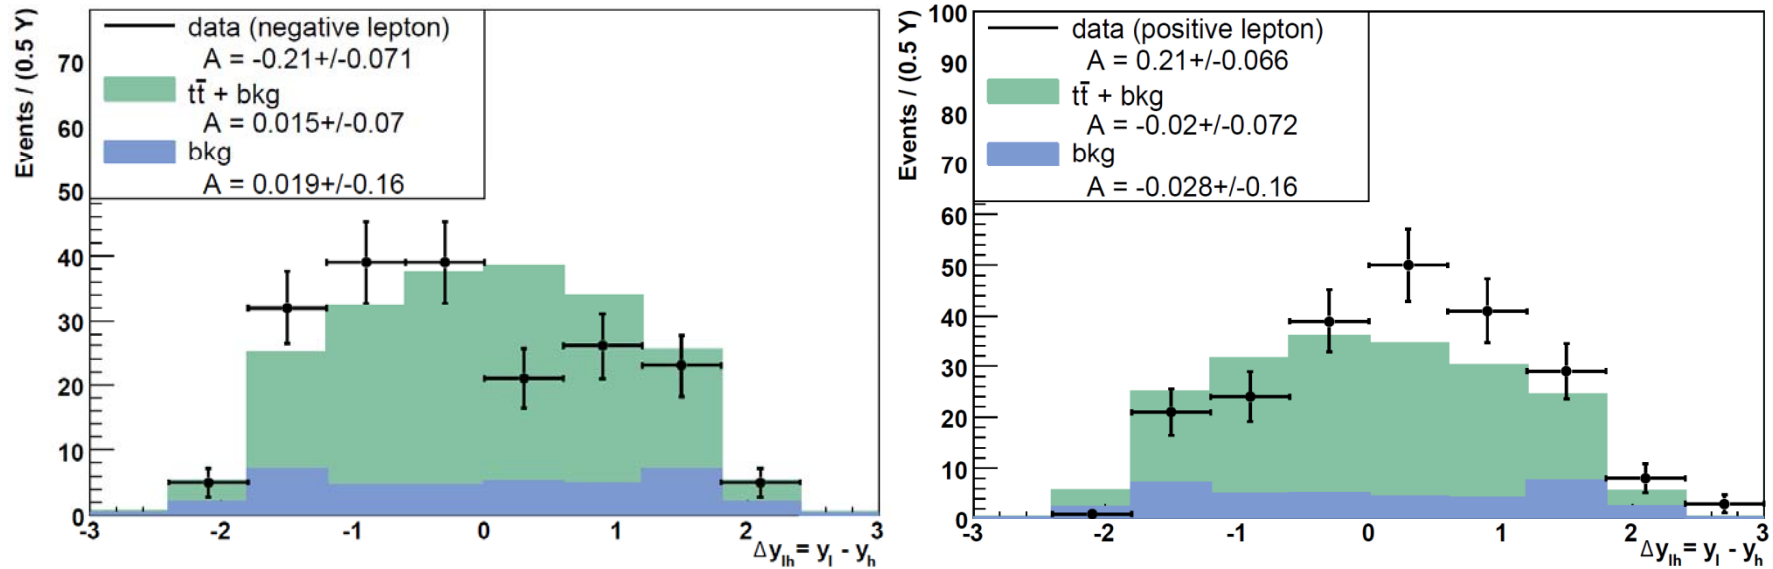 data (negative lepton)
A = -0.21+/-0.071
tt̄ + bkg
A = 0.015+/-0.07
bkg
A = 0.019+/-0.16
Events / (0.5 Y)
70
60
50
40
30
20
10
0
-3 -2 -1 0 1 2 3
Δy_lh = y_l - y_h
data (positive lepton)
A = 0.21+/-0.066
tt̄ + bkg
A = -0.02+/-0.072
bkg
A = -0.028+/-0.16
Events / (0.5 Y)
100
90
80
70
60
50
40
30
20
10
0
-3 -2 -1 0 1 2 3
Δy_lh = y_l - y_h